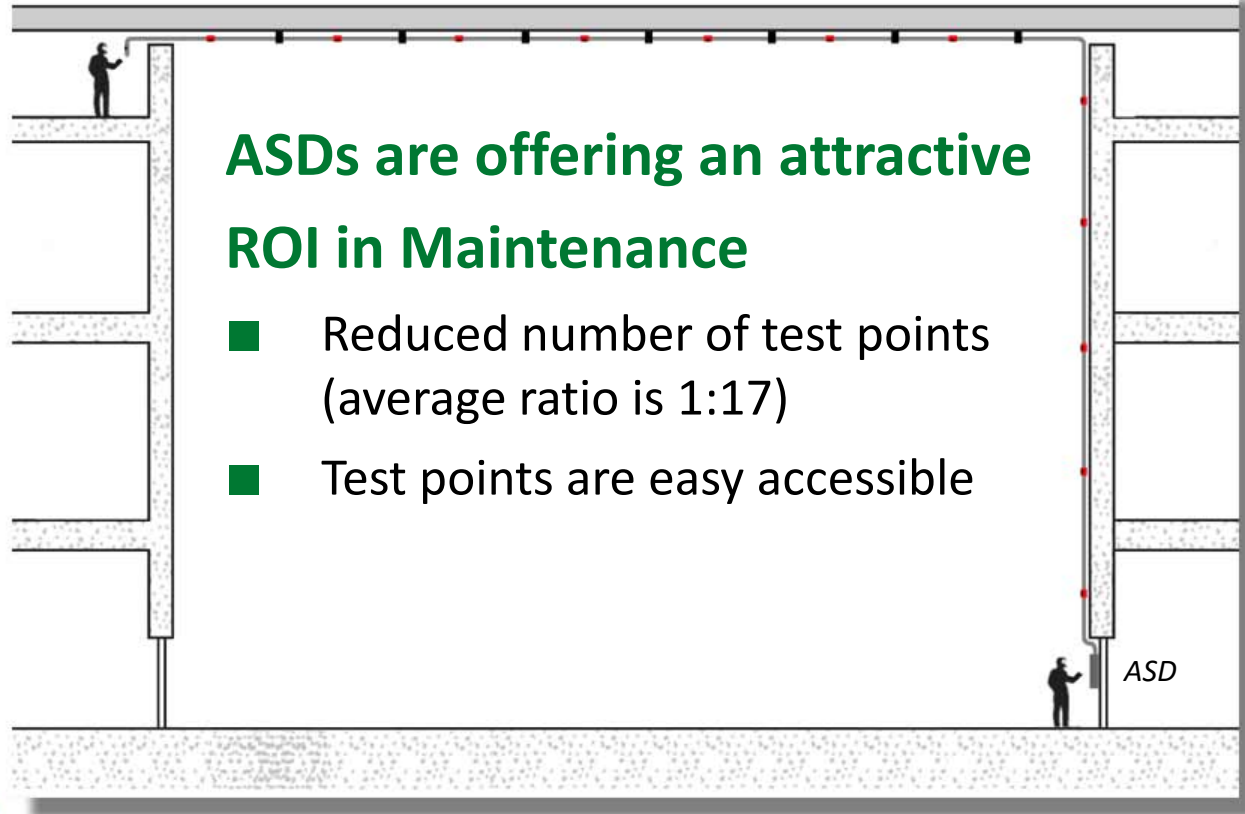 ASDs are offering an attractive
ROI in Maintenance
Reduced number of test points
(average ratio is 1:17)
Test points are easy accessible
ASD